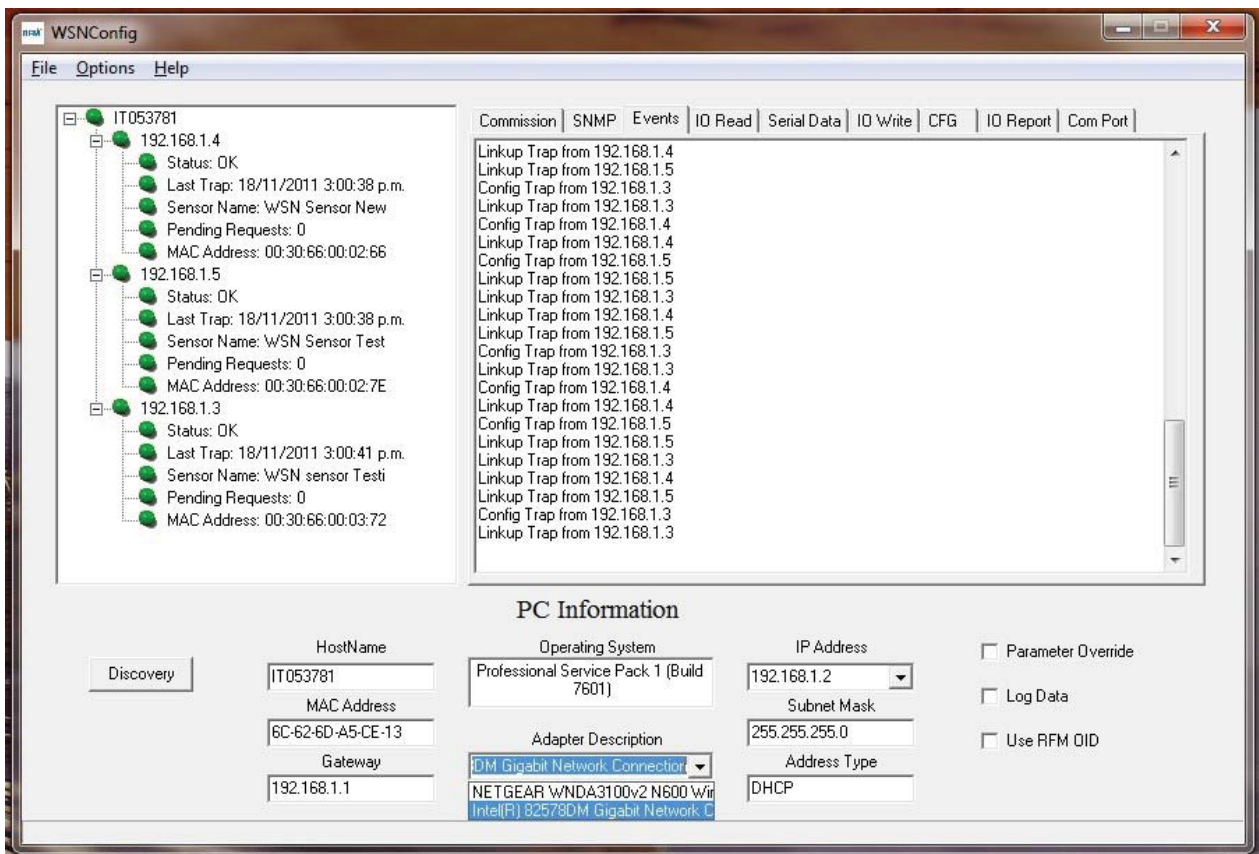 WSNConfig
File Options Help
IT053781
192.168.1.4
Status: OK
Last Trap: 18/11/2011 3:00:38 p.m.
Sensor Name: WSN Sensor New
Pending Requests: 0
MAC Address: 00:30:66:00:02:66
192.168.1.5
Status: OK
Last Trap: 18/11/2011 3:00:38 p.m.
Sensor Name: WSN Sensor Test
Pending Requests: 0
MAC Address: 00:30:66:00:02:7E
192.168.1.3
Status: OK
Last Trap: 18/11/2011 3:00:41 p.m.
Sensor Name: WSN sensor Testi
Pending Requests: 0
MAC Address: 00:30:66:00:03:72
Commission SNMP Events IO Read Serial Data IO Write CFG IO Report Com Port
Linkup Trap from 192.168.1.4
Linkup Trap from 192.168.1.5
Config Trap from 192.168.1.3
Linkup Trap from 192.168.1.3
Config Trap from 192.168.1.4
Linkup Trap from 192.168.1.4
Config Trap from 192.168.1.5
Linkup Trap from 192.168.1.5
Linkup Trap from 192.168.1.3
Linkup Trap from 192.168.1.4
Linkup Trap from 192.168.1.5
Config Trap from 192.168.1.3
Linkup Trap from 192.168.1.3
Config Trap from 192.168.1.4
Linkup Trap from 192.168.1.4
Config Trap from 192.168.1.5
Linkup Trap from 192.168.1.5
Linkup Trap from 192.168.1.3
Linkup Trap from 192.168.1.4
Linkup Trap from 192.168.1.5
Config Trap from 192.168.1.3
Linkup Trap from 192.168.1.3
PC Information
Discovery
HostName
IT053781
MAC Address
6C-62-6D-A5-CE-13
Gateway
192.168.1.1
Operating System
Professional Service Pack 1 (Build
7601)
Adapter Description
DM Gigabit Network Connection
NETGEAR WNDA3100v2 N600 Wir
Intel(R) 82578DM Gigabit Network C
IP Address
192.168.1.2
Subnet Mask
255.255.255.0
Address Type
DHCP
Parameter Override
Log Data
Use RFM OID